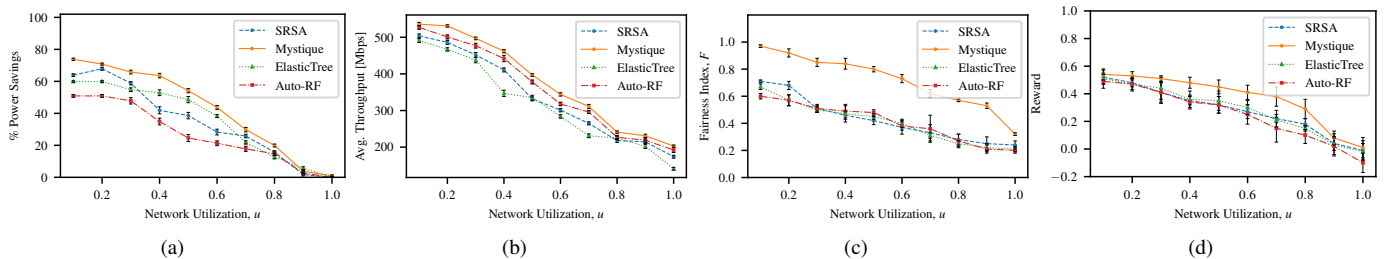 % Power Savings
100
80
60
40
20
0
0.2
0.4
0.6
0.8
1.0
Network Utilization, u
SRSA
Mystique
ElasticTree
Auto-RF
(a)
Avg. Throughput [Mbps]
500
400
300
200
0.2
0.4
0.6
0.8
1.0
Network Utilization, u
SRSA
Mystique
ElasticTree
Auto-RF
(b)
Fairness Index, F
1.4
1.2
1.0
0.8
0.6
0.4
0.2
0.0
0.2
0.4
0.6
0.8
1.0
Network Utilization, u
SRSA
Mystique
ElasticTree
Auto-RF
(c)
Reward
1.0
0.8
0.6
0.4
0.2
0.0
−0.2
0.2
0.4
0.6
0.8
1.0
Network Utilization, u
SRSA
Mystique
ElasticTree
Auto-RF
(d)